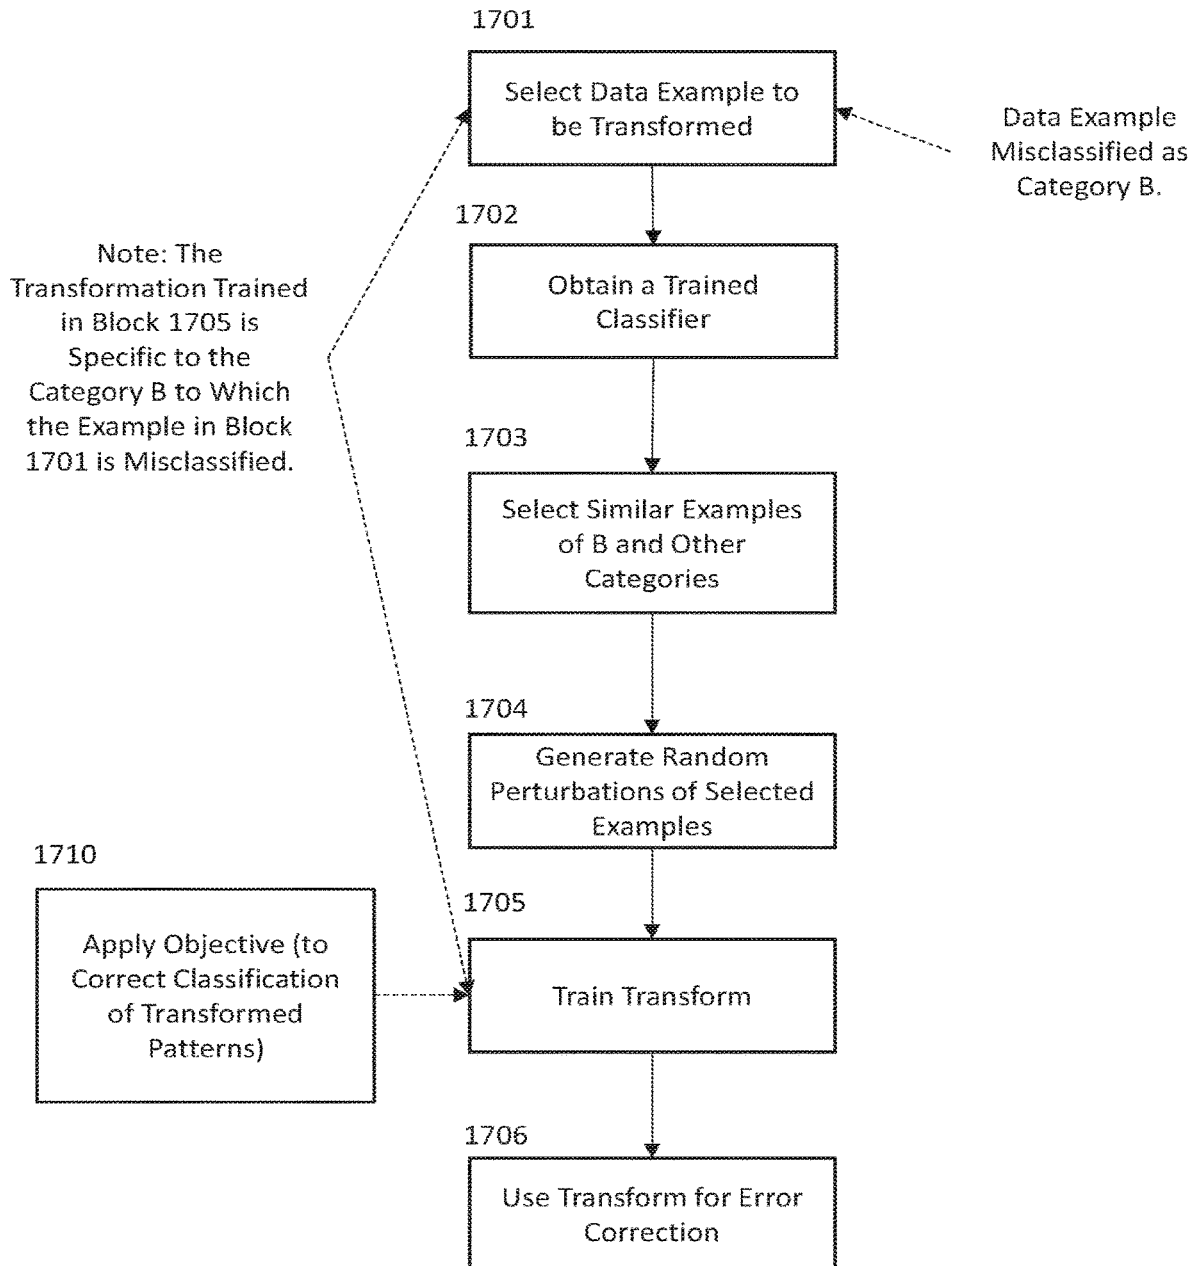 1701
Select Data Example to
be Transformed
Data Example
Misclassified as
Category B.
1702
Obtain a Trained
Classifier
Note: The
Transformation Trained
in Block 1705 is
Specific to the
Category B to Which
the Example in Block
1701 is Misclassified.
1703
Select Similar Examples
of B and Other
Categories
1704
Generate Random
Perturbations of Selected
Examples
1710
Apply Objective (to
Correct Classification
of Transformed
Patterns)
1705
Train Transform
1706
Use Transform for Error
Correction